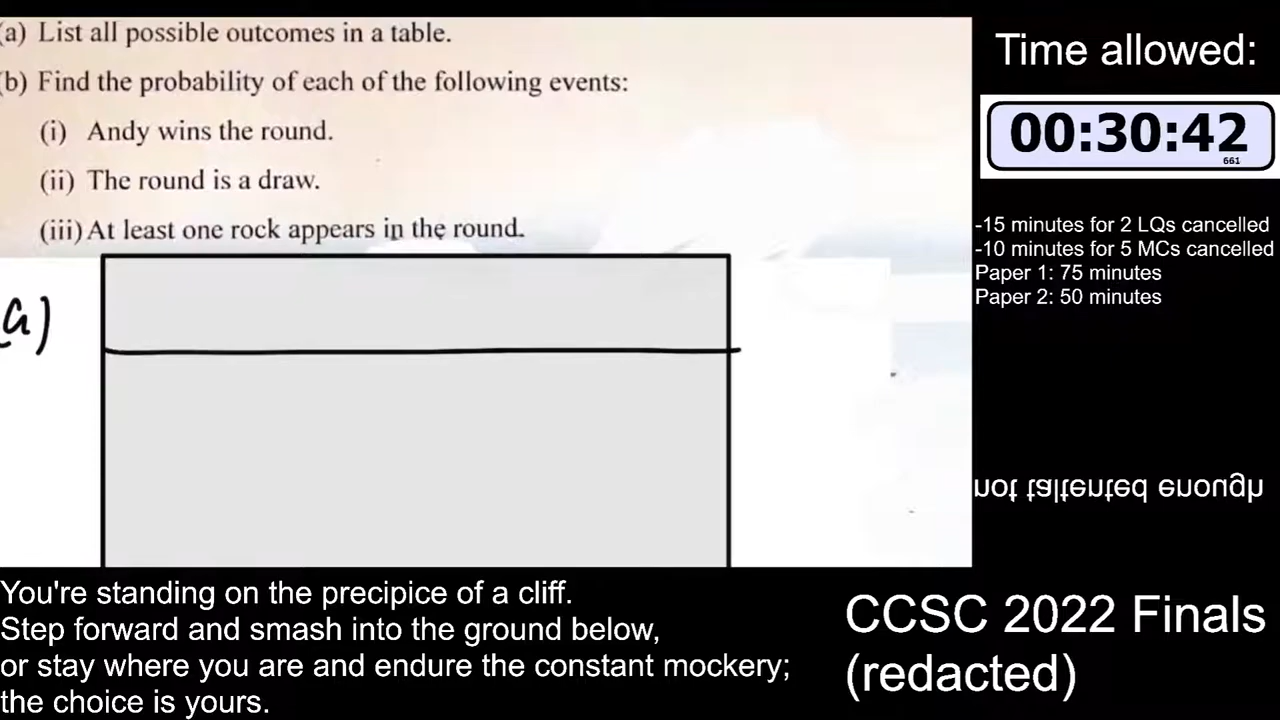 (a) List all possible outcomes in a table.
(b) Find the probability of each of the following events:
(i) Andy wins the round.
(ii) The round is a draw.
(iii) At least one rock appears in the round.
(a)
Time allowed:
00:30:42
661
-15 minutes for 2 LQs cancelled
-10 minutes for 5 MCs cancelled
Paper 1: 75 minutes
Paper 2: 50 minutes
not taltented enough
You're standing on the precipice of a cliff.
Step forward and smash into the ground below,
or stay where you are and endure the constant mockery;
the choice is yours.
CCSC 2022 Finals
(redacted)